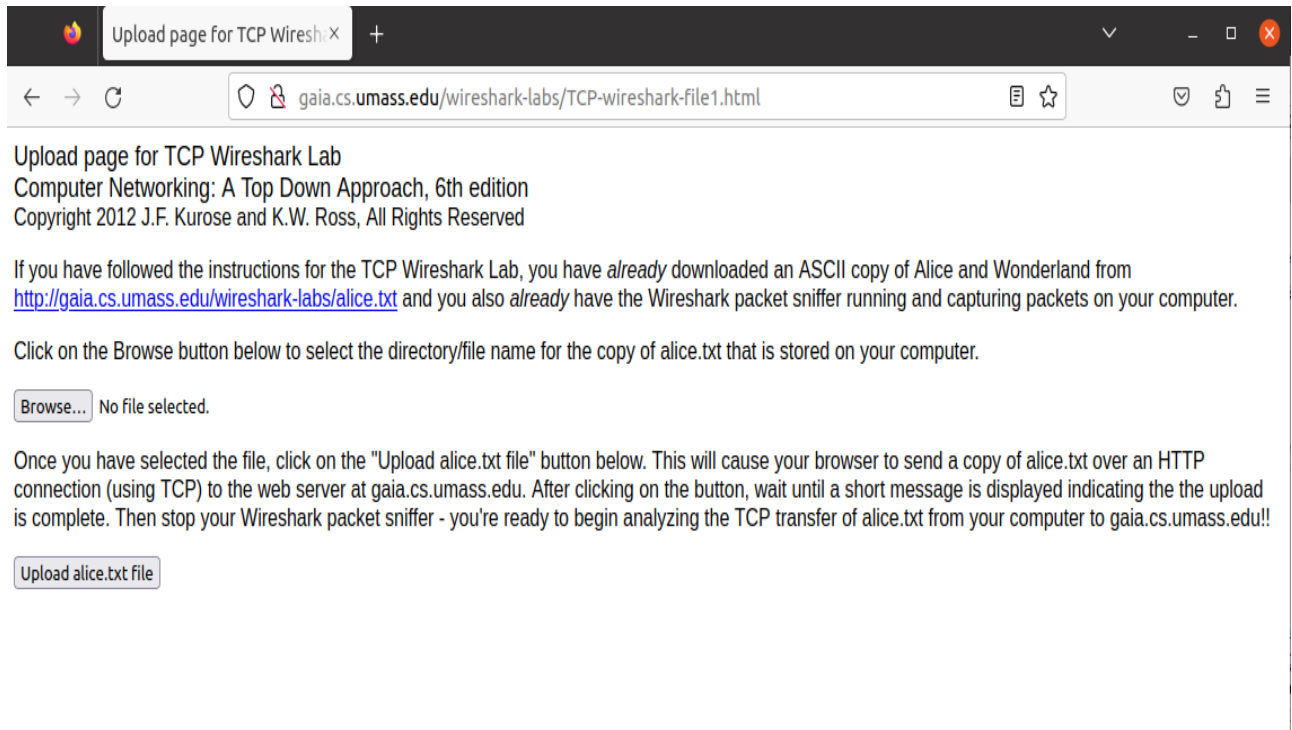 Upload page for TCP Wiresh
gaia.cs.umass.edu/wireshark-labs/TCP-wireshark-file1.html
Upload page for TCP Wireshark Lab
Computer Networking: A Top Down Approach, 6th edition
Copyright 2012 J.F. Kurose and K.W. Ross, All Rights Reserved
If you have followed the instructions for the TCP Wireshark Lab, you have already downloaded an ASCII copy of Alice and Wonderland from
http://gaia.cs.umass.edu/wireshark-labs/alice.txt and you also already have the Wireshark packet sniffer running and capturing packets on your computer.
Click on the Browse button below to select the directory/file name for the copy of alice.txt that is stored on your computer.
Browse... No file selected.
Once you have selected the file, click on the "Upload alice.txt file" button below. This will cause your browser to send a copy of alice.txt over an HTTP
connection (using TCP) to the web server at gaia.cs.umass.edu. After clicking on the button, wait until a short message is displayed indicating the the upload
is complete. Then stop your Wireshark packet sniffer - you're ready to begin analyzing the TCP transfer of alice.txt from your computer to gaia.cs.umass.edu!!
Upload alice.txt file